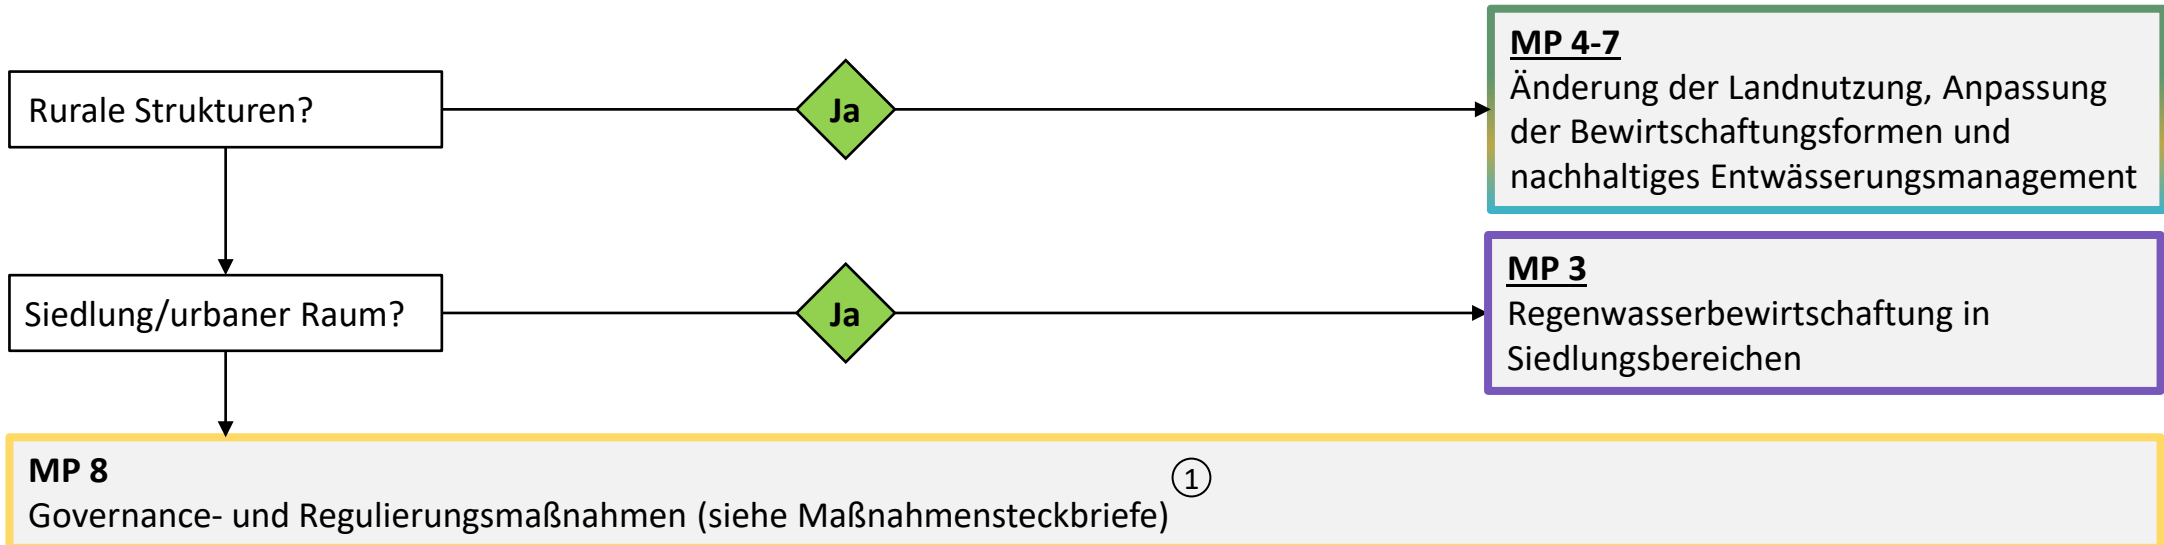 Rurale Strukturen?
Ja
MP 4-7
Änderung der Landnutzung, Anpassung
der Bewirtschaftungsformen und
nachhaltiges Entwässerungsmanagement
Siedlung/urbaner Raum?
Ja
MP 3
Regenwasserbewirtschaftung in
Siedlungsbereichen
MP 8
Governance- und Regulierungsmaßnahmen (siehe Maßnahmensteckbriefe) 1